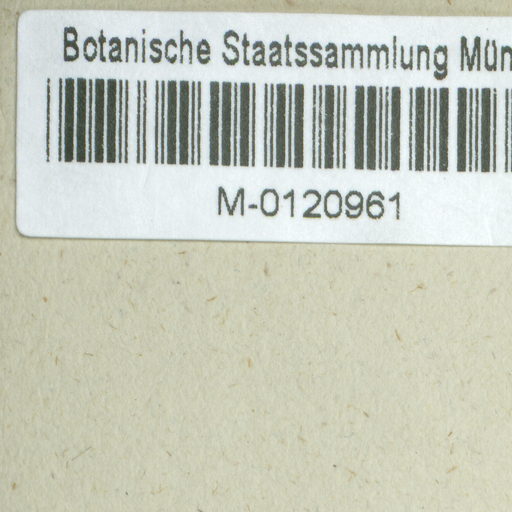 Botanische Staatssammlung Mün
M-0120961